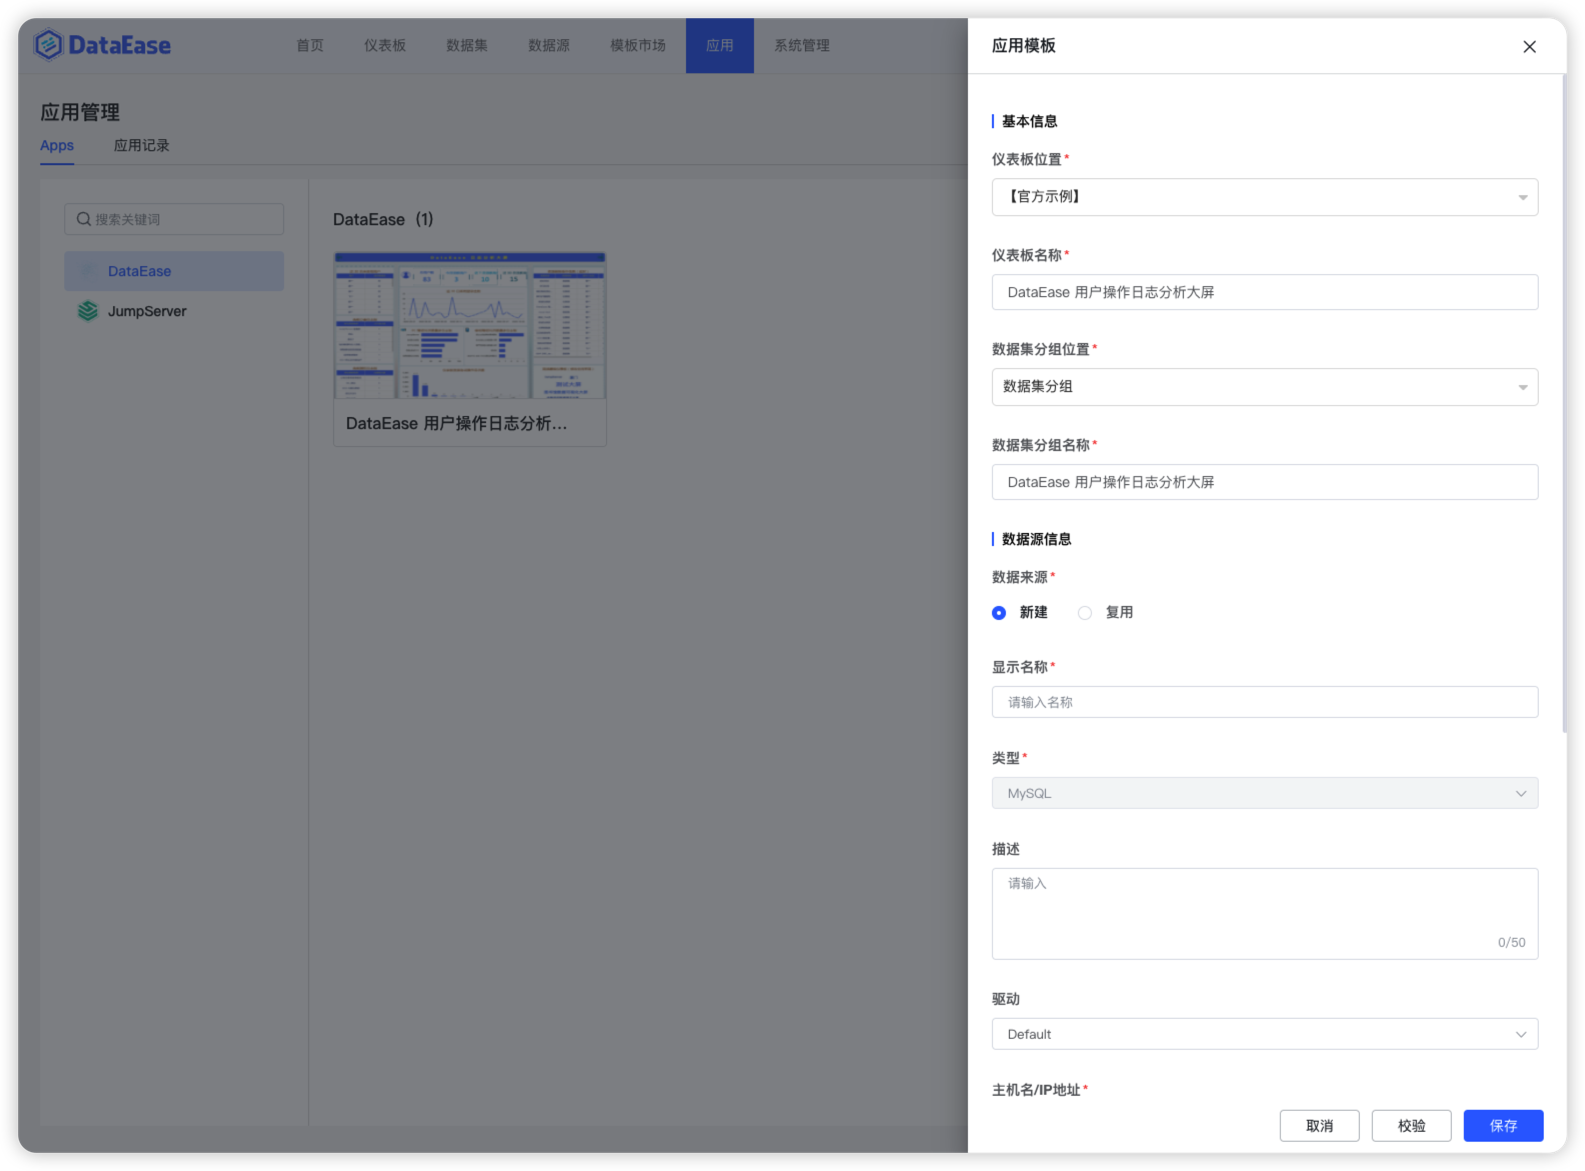 DataEase
首页 仪表板 数据集 数据源 模板市场 应用 系统管理
应用管理
Apps 应用记录
搜索关键词
DataEase
JumpServer
DataEase (1)
DataEase 用户操作日志分析...
应用模板
基本信息
仪表板位置*
【官方示例】
仪表板名称*
DataEase 用户操作日志分析大屏
数据集分组位置*
数据集分组
数据集分组名称*
DataEase 用户操作日志分析大屏
数据源信息
数据来源*
新建 复用
显示名称*
请输入名称
类型*
MySQL
描述
请输入
0/50
驱动
Default
主机名/IP地址*
取消 校验 保存